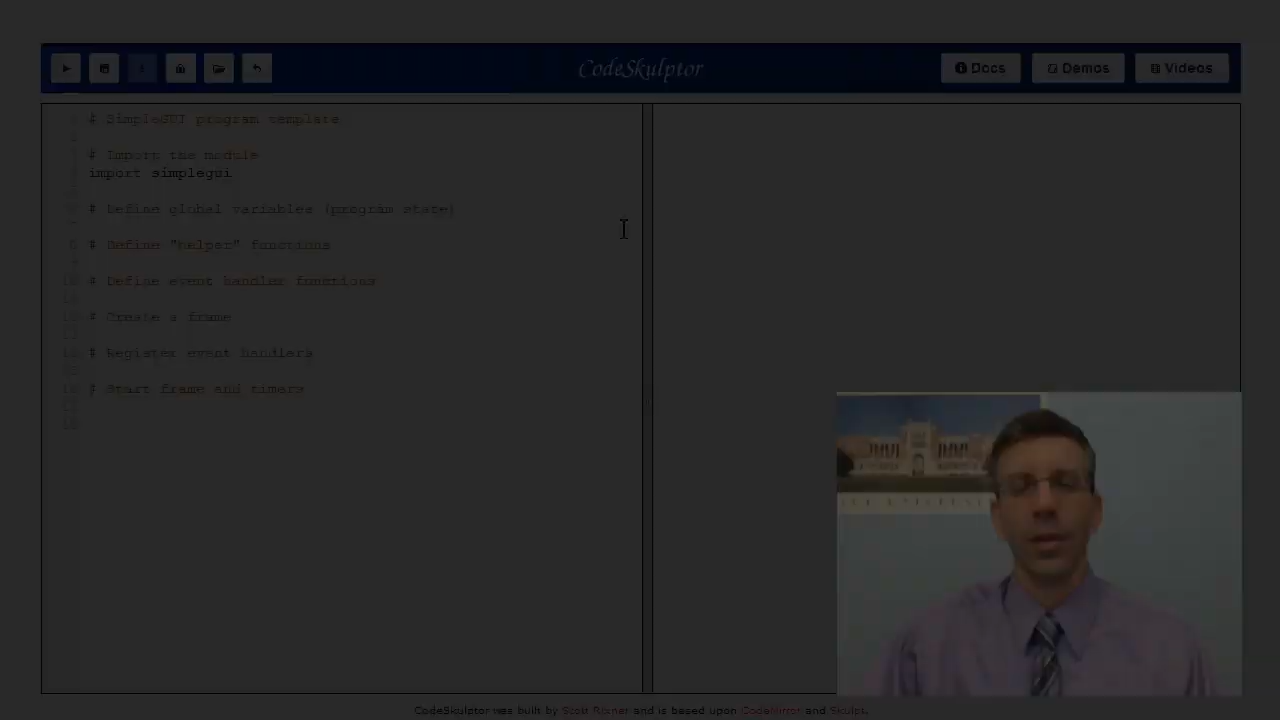 CodeSkulptor
Docs
Demos
Videos
# SimpleGUI program template
# Import the module
import simplegui
# Define global variables (program state)
# Define "helper" functions
# Define event handler functions
# Create a frame
# Register event handlers
# Start frame and timers
CodeSkulptor was built by Scott Rixner and is based upon CodeMirror and Skulpt.